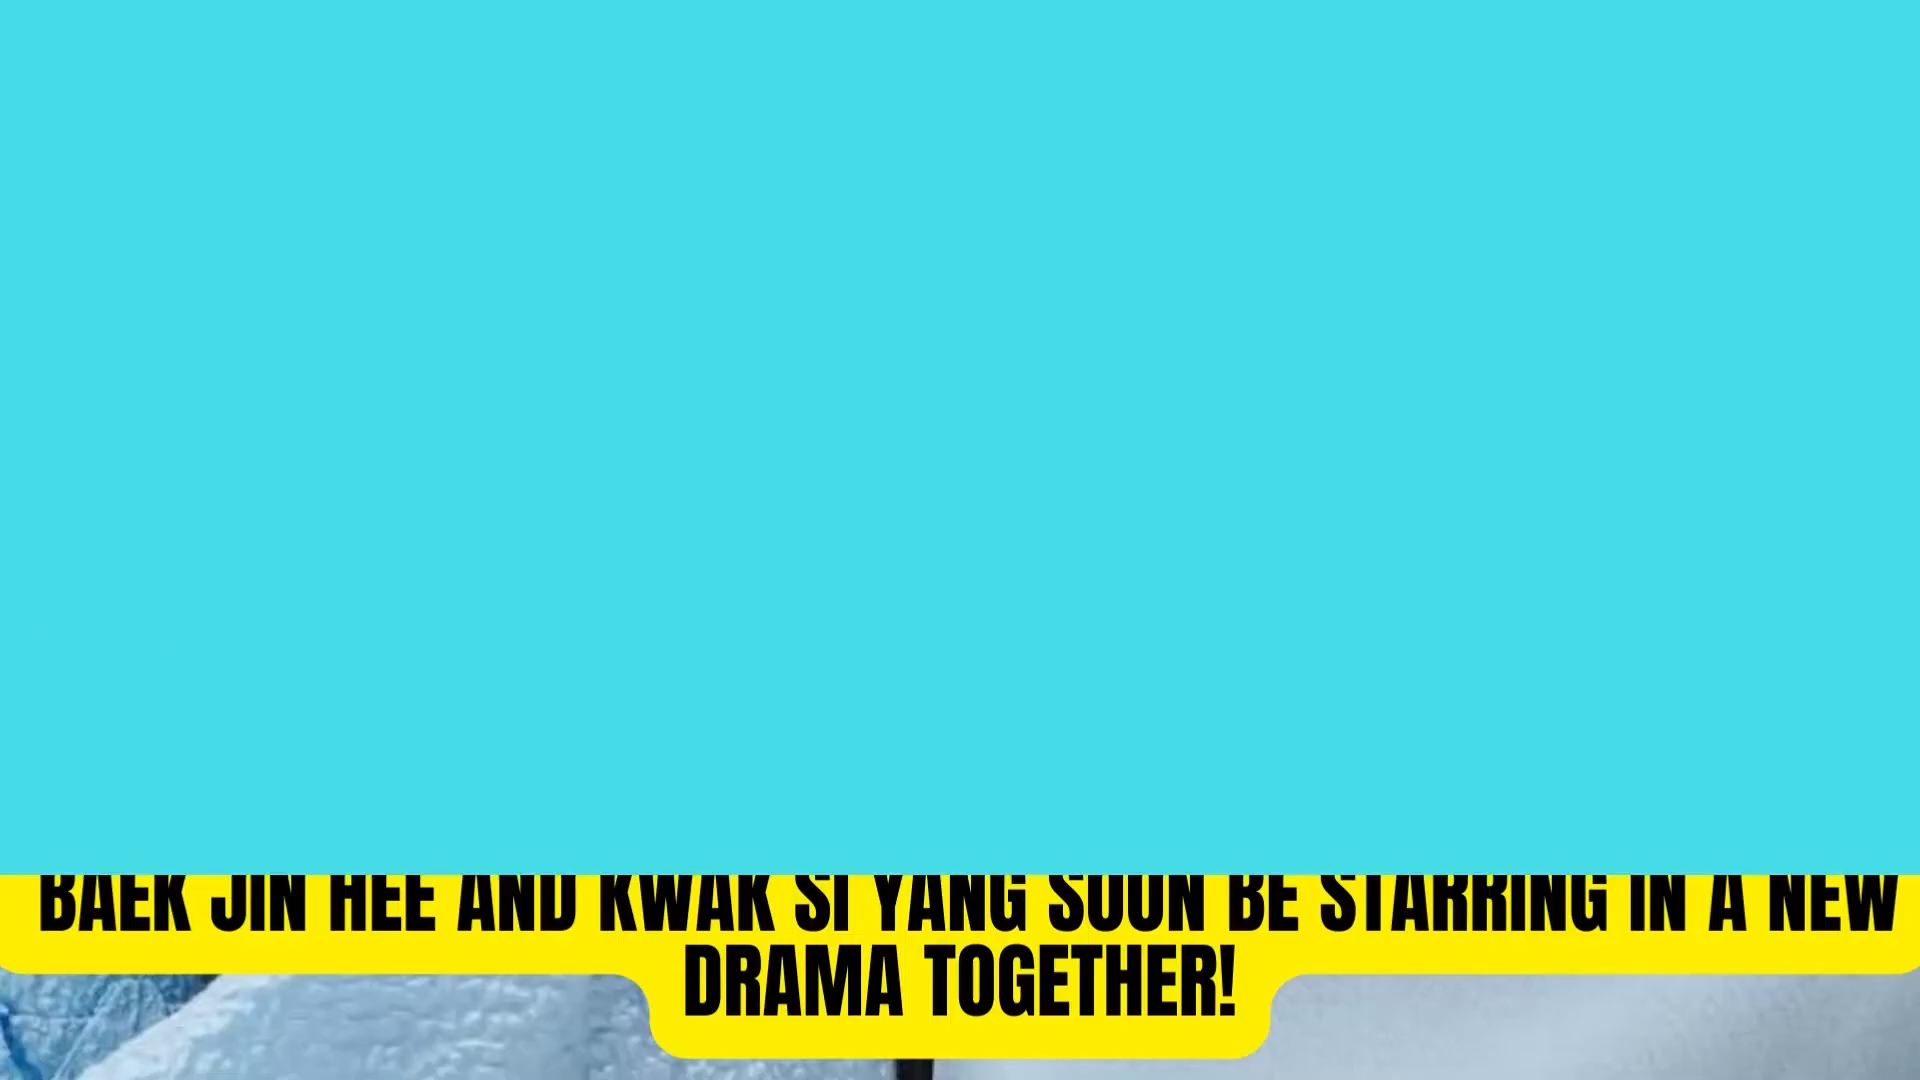 BAEK JIN HEE AND KWAK SI YANG SOON BE STARRING IN A NEW
DRAMA TOGETHER!